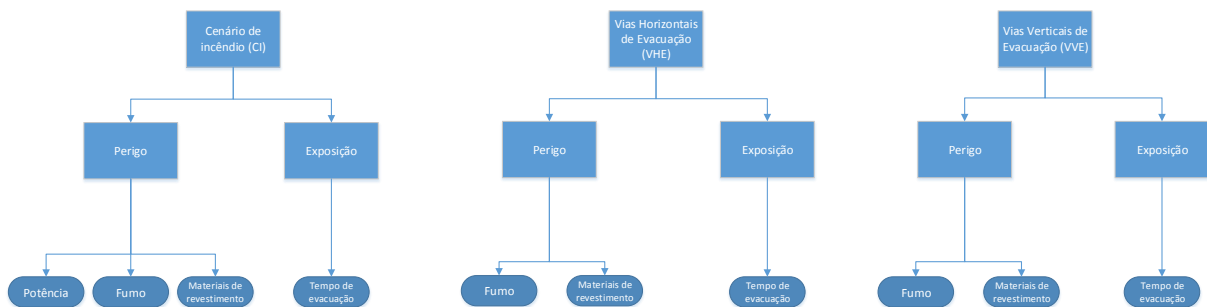 Cenário de
incêndio (CI)
Perigo
Exposição
Potência
Fumo
Materiais de
revestimento
Tempo de
evacuação
Vias Horizontais
de Evacuação
(VHE)
Perigo
Exposição
Fumo
Materiais de
revestimento
Tempo de
evacuação
Vias Verticais de
Evacuação (VVE)
Perigo
Exposição
Fumo
Materiais de
revestimento
Tempo de
evacuação